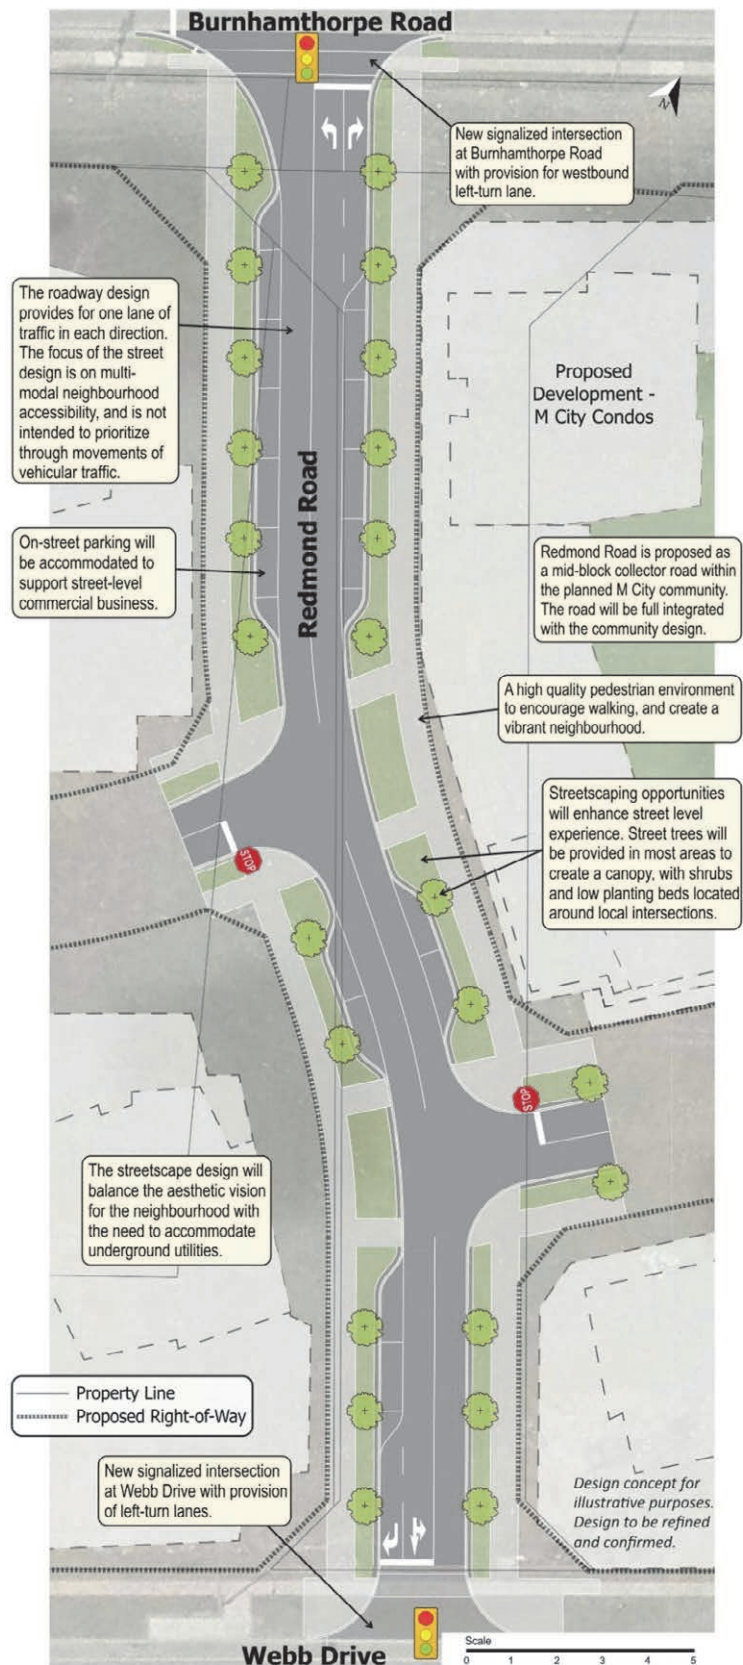 Burnhamthorpe Road
N
New signalized intersection
at Burnhamthorpe Road
with provision for westbound
left-turn lane.
The roadway design
provides for one lane of
traffic in each direction.
The focus of the street
design is on multi-
modal neighbourhood
accessibility, and is not
intended to prioritize
through movements of
vehicular traffic.
Proposed
Development -
M City Condos
Redmond Road
On-street parking will
be accommodated to
support street-level
commercial business.
Redmond Road is proposed as
a mid-block collector road within
the planned M City community.
The road will be full integrated
with the community design.
A high quality pedestrian environment
to encourage walking, and create a
vibrant neighbourhood.
Streetscaping opportunities
will enhance street level
experience. Street trees will
be provided in most areas to
create a canopy, with shrubs
and low planting beds located
around local intersections.
STOP
STOP
The streetscape design will
balance the aesthetic vision
for the neighbourhood with
the need to accommodate
underground utilities.
Property Line
Proposed Right-of-Way
New signalized intersection
at Webb Drive with provision
of left-turn lanes.
Design concept for
illustrative purposes.
Design to be refined
and confirmed.
Webb Drive
Scale
0 1 2 3 4 5